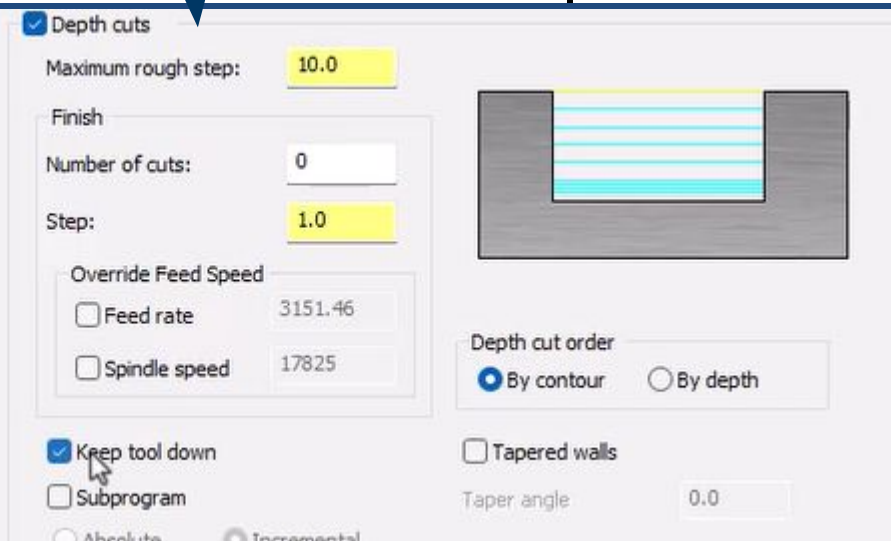 Depth cuts
Maximum rough step: 10.0
Finish
Number of cuts: 0
Step: 1.0
Override Feed Speed
Feed rate 3151.46
Spindle speed 17825
Depth cut order
By contour By depth
Keep tool down
Tapered walls
Subprogram
Taper angle 0.0
Absolute Incremental